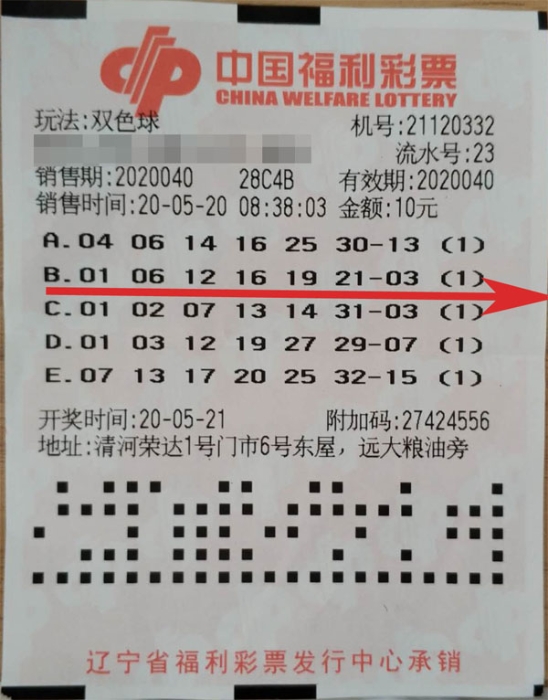 中国福利彩票
CHINA WELFARE LOTTERY
玩法:双色球 机号:21120332
流水号:23
销售期:2020040 28C4B 有效期:2020040
销售时间:20-05-20 08:38:03 金额:10元
A.04 06 14 16 25 30-13 (1)
B.01 06 12 16 19 21-03 (1)
C.01 02 07 13 14 31-03 (1)
D.01 03 12 19 27 29-07 (1)
E.07 13 17 20 25 32-15 (1)
开奖时间:20-05-21 附加码:27424556
地址:清河荣达1号门市6号东屋，远大粮油旁
辽宁省福利彩票发行中心承销